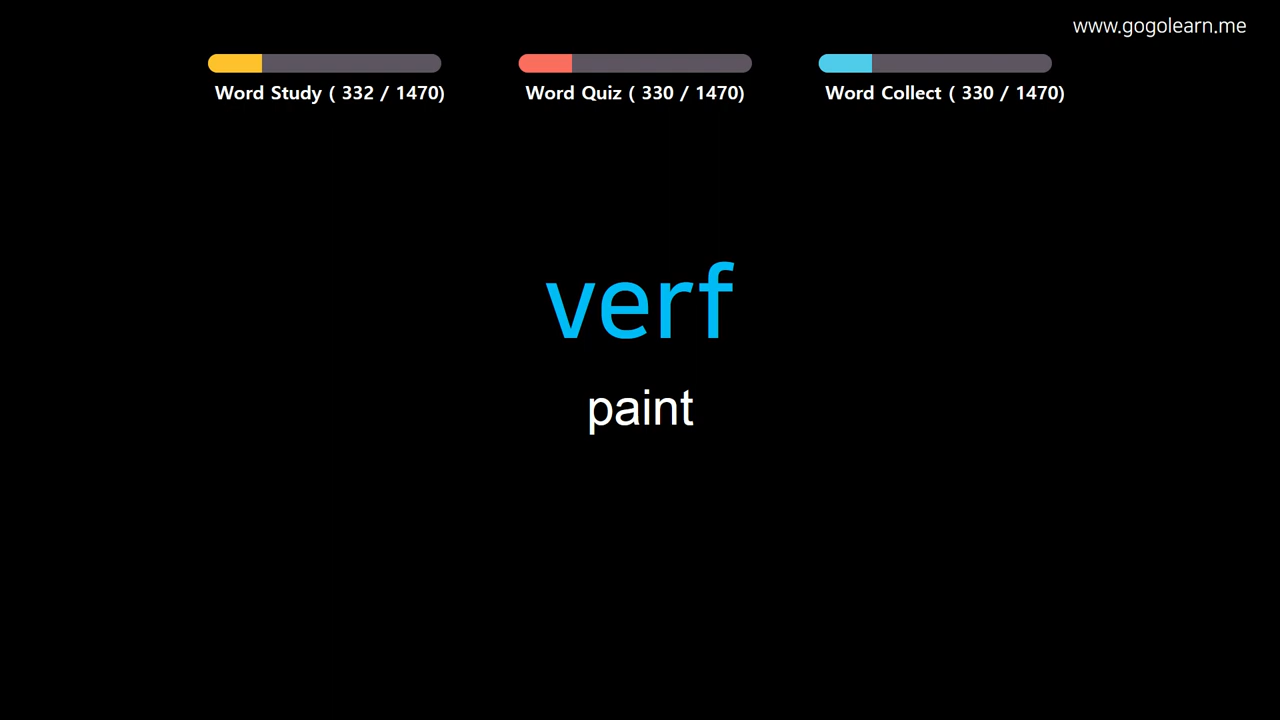 www.gogolearn.me
Word Study ( 332 / 1470)
Word Quiz ( 330 / 1470)
Word Collect ( 330 / 1470)
verf
paint